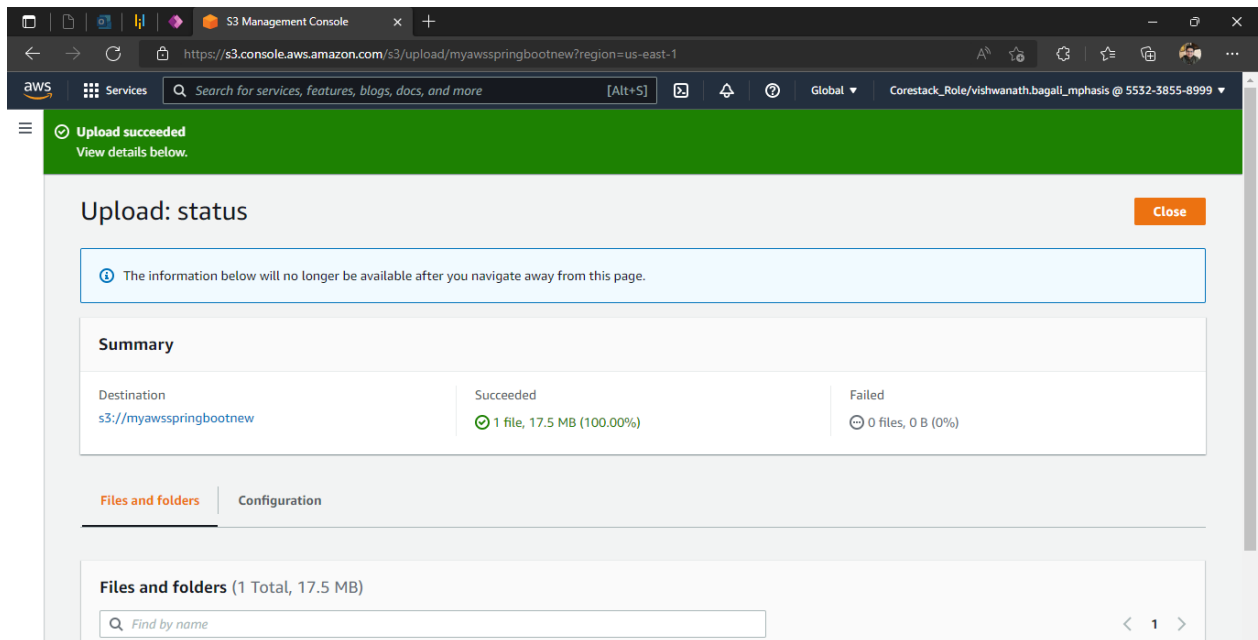 S3 Management Console
https://s3.console.aws.amazon.com/s3/upload/myawsspringbootnew?region=us-east-1
aws Services Search for services, features, blogs, docs, and more [Alt+S] Global Corestack_Role/vishwanath.bagali_mphasis @ 5532-3855-8999
Upload succeeded
View details below.
Upload: status Close
The information below will no longer be available after you navigate away from this page.
Summary
Destination Succeeded Failed
s3://myawsspringbootnew 1 file, 17.5 MB (100.00%) 0 files, 0 B (0%)
Files and folders Configuration
Files and folders (1 Total, 17.5 MB)
Find by name 1